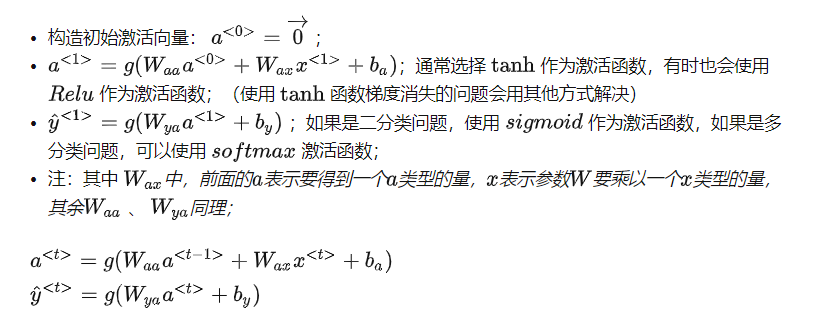 • 构造初始激活向量：$a^{<0>} = \overrightarrow{0}$；
• $a^{<1>} = g(W_{aa}a^{<0>} + W_{ax}x^{<1>} + b_a)$；通常选择 $\tanh$ 作为激活函数，有时也会使用
$Relu$ 作为激活函数；（使用 $\tanh$ 函数梯度消失的问题会用其他方式解决）
• $\hat{y}^{<1>} = g(W_{ya}a^{<1>} + b_y)$；如果是二分类问题，使用 $sigmoid$ 作为激活函数，如果是多
分类问题，可以使用 $softmax$ 激活函数；
• 注：其中 $W_{ax}$ 中，前面的$a$表示要得到一个$a$类型的量，$x$表示参数$W$要乘以一个$x$类型的量，
其余$W_{aa}$ 、$W_{ya}$同理；
$a^{<t>} = g(W_{aa}a^{<t-1>} + W_{ax}x^{<t>} + b_a)$
$\hat{y}^{<t>} = g(W_{ya}a^{<t>} + b_y)$